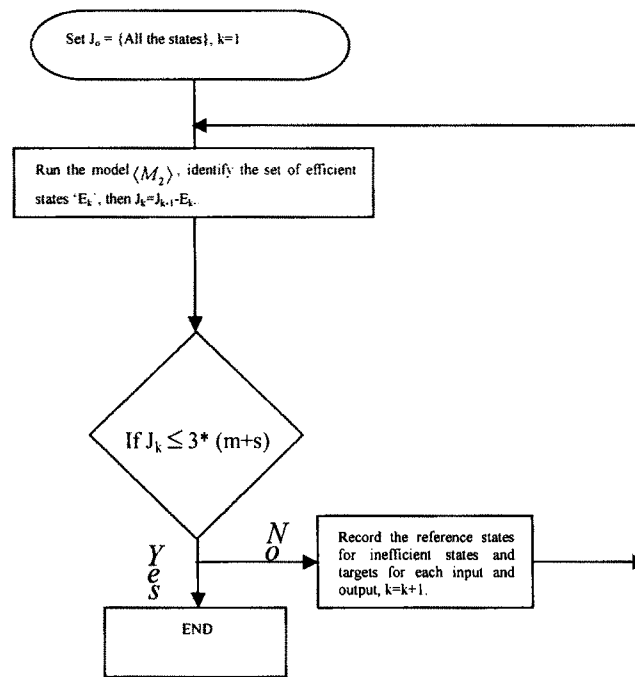 Set Jₒ = {All the states}, k=1
Run the model ⟨M₂⟩, identify the set of efficient
states ‘Eₖ’, then Jₖ=Jₖ₋₁-Eₖ.
If Jₖ ≤ 3* (m+s)
No
Yes
Record the reference states
for inefficient states and
targets for each input and
output, k=k+1.
END